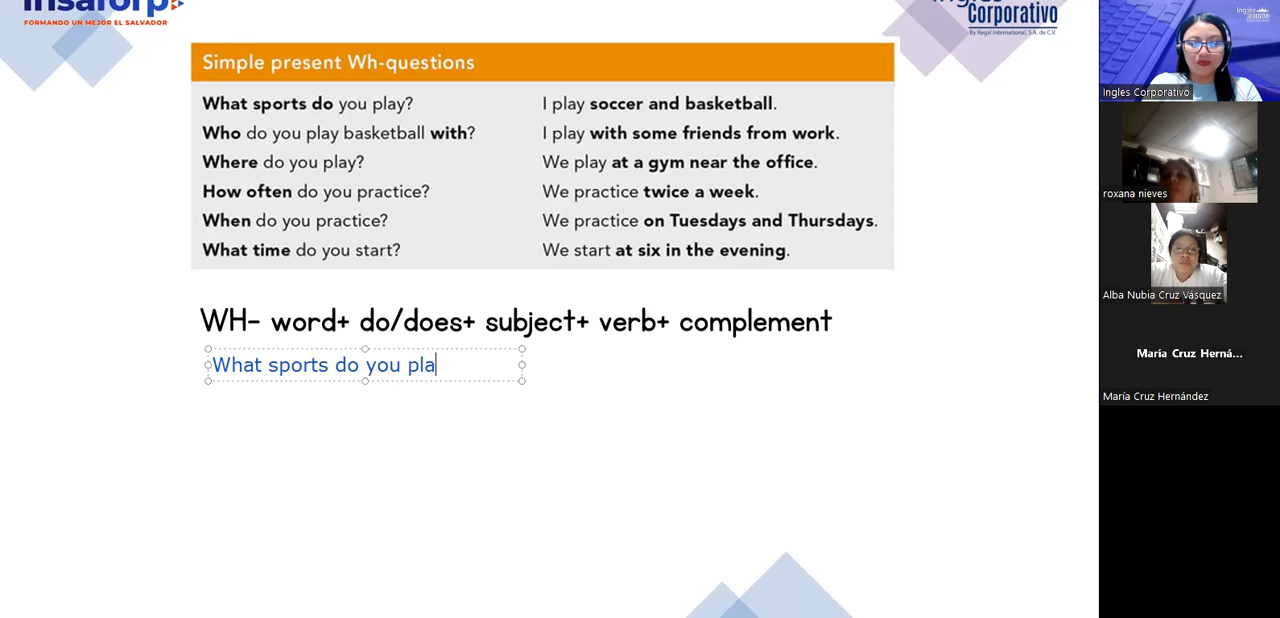 FORMANDO UN MEJOR EL SALVADOR
Corporativo
By Regal International, S.A. de C.V.
Simple present Wh-questions
What sports do you play? I play soccer and basketball.
Who do you play basketball with? I play with some friends from work.
Where do you play? We play at a gym near the office.
How often do you practice? We practice twice a week.
When do you practice? We practice on Tuesdays and Thursdays.
What time do you start? We start at six in the evening.
WH- word+ do/does+ subject+ verb+ complement
What sports do you pla
Ingles Corporativo
roxana nieves
Alba Nubia Cruz Vásquez
Maria Cruz Herná...
María Cruz Hernández